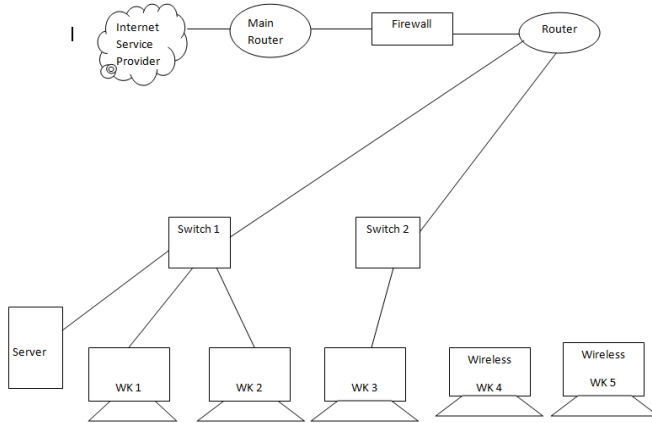 Internet
Service
Provider
Main
Router
Firewall
Router
Switch 1
Switch 2
Server
WK 1
WK 2
WK 3
Wireless
WK 4
Wireless
WK 5